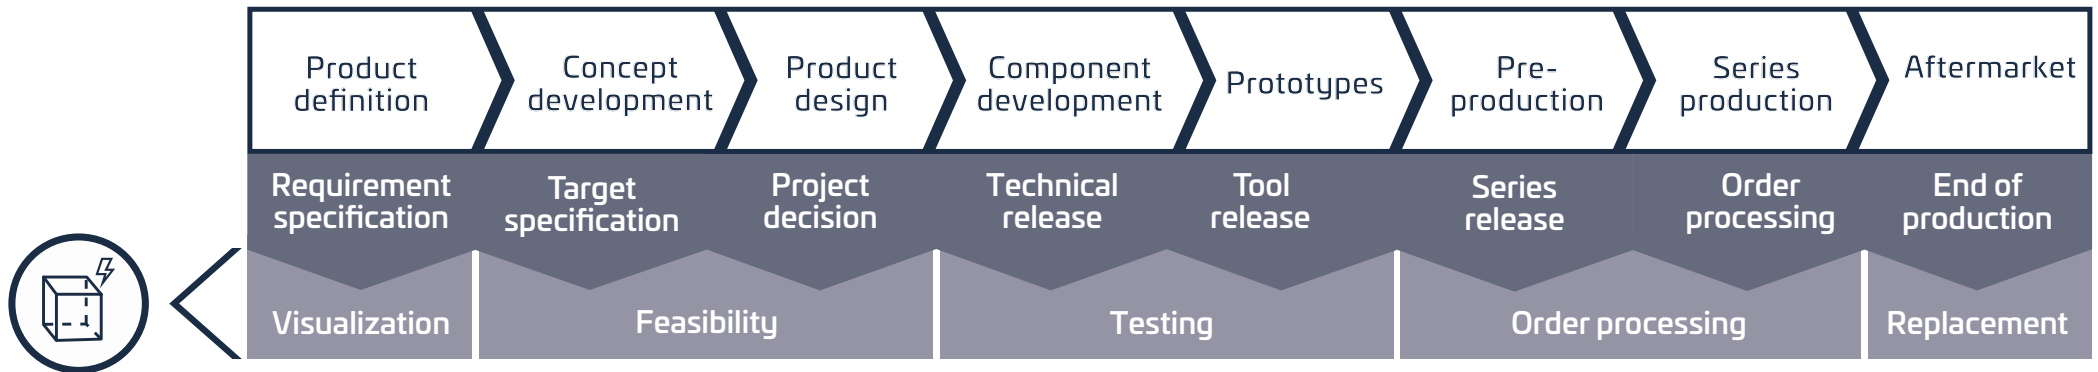 Product
definition
Concept
development
Product
design
Component
development
Prototypes
Pre-
production
Series
production
Aftermarket
Requirement
specification
Target
specification
Project
decision
Technical
release
Tool
release
Series
release
Order
processing
End of
production
Visualization
Feasibility
Testing
Order processing
Replacement